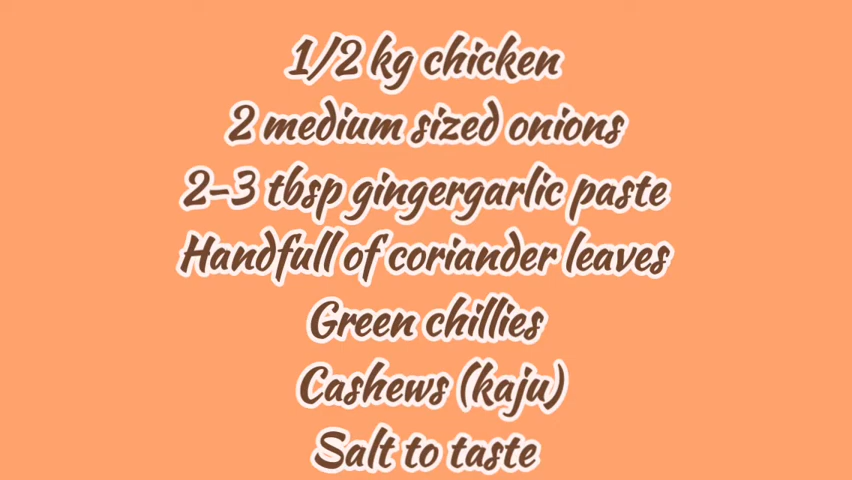 1/2 kg chicken
2 medium sized onions
2-3 tbsp gingergarlic paste
Handfull of coriander leaves
Green chillies
Cashews (kaju)
Salt to taste